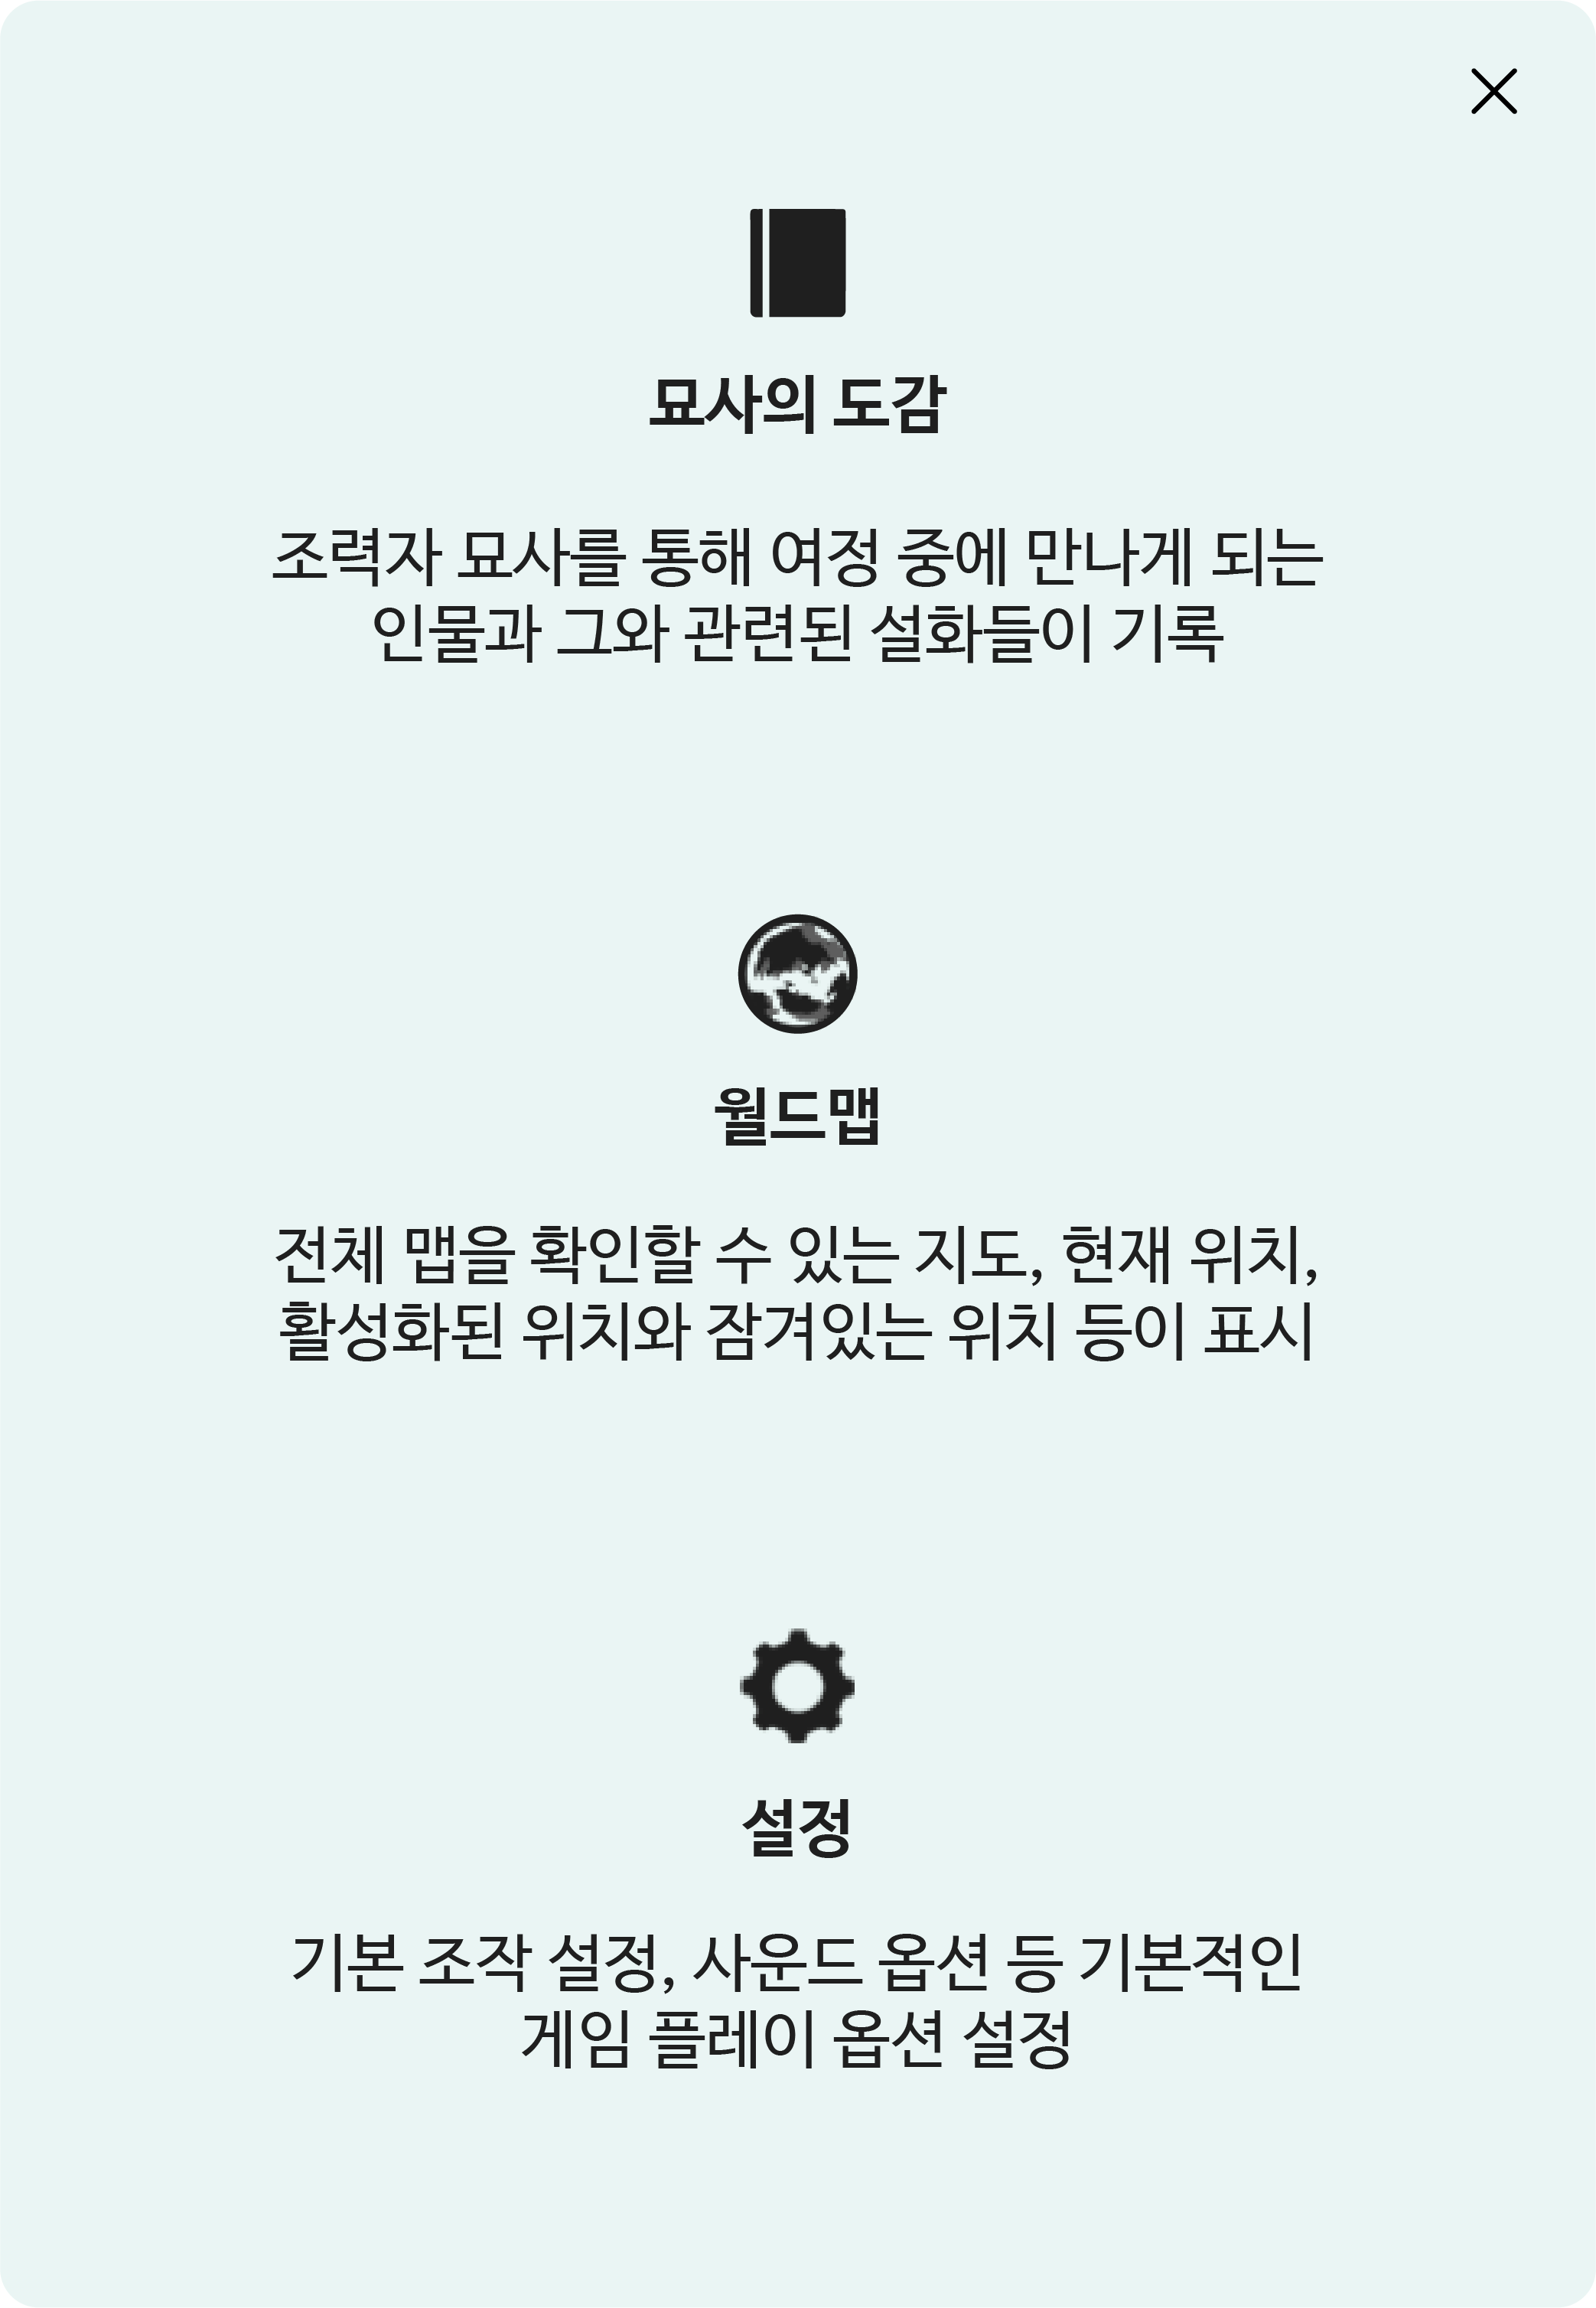 묘사의 도감
조력자 묘사를 통해 여정 중에 만나게 되는
인물과 그와 관련된 설화들이 기록
월드맵
전체 맵을 확인할 수 있는 지도, 현재 위치,
활성화된 위치와 잠겨있는 위치 등이 표시
설정
기본 조작 설정, 사운드 옵션 등 기본적인
게임 플레이 옵션 설정